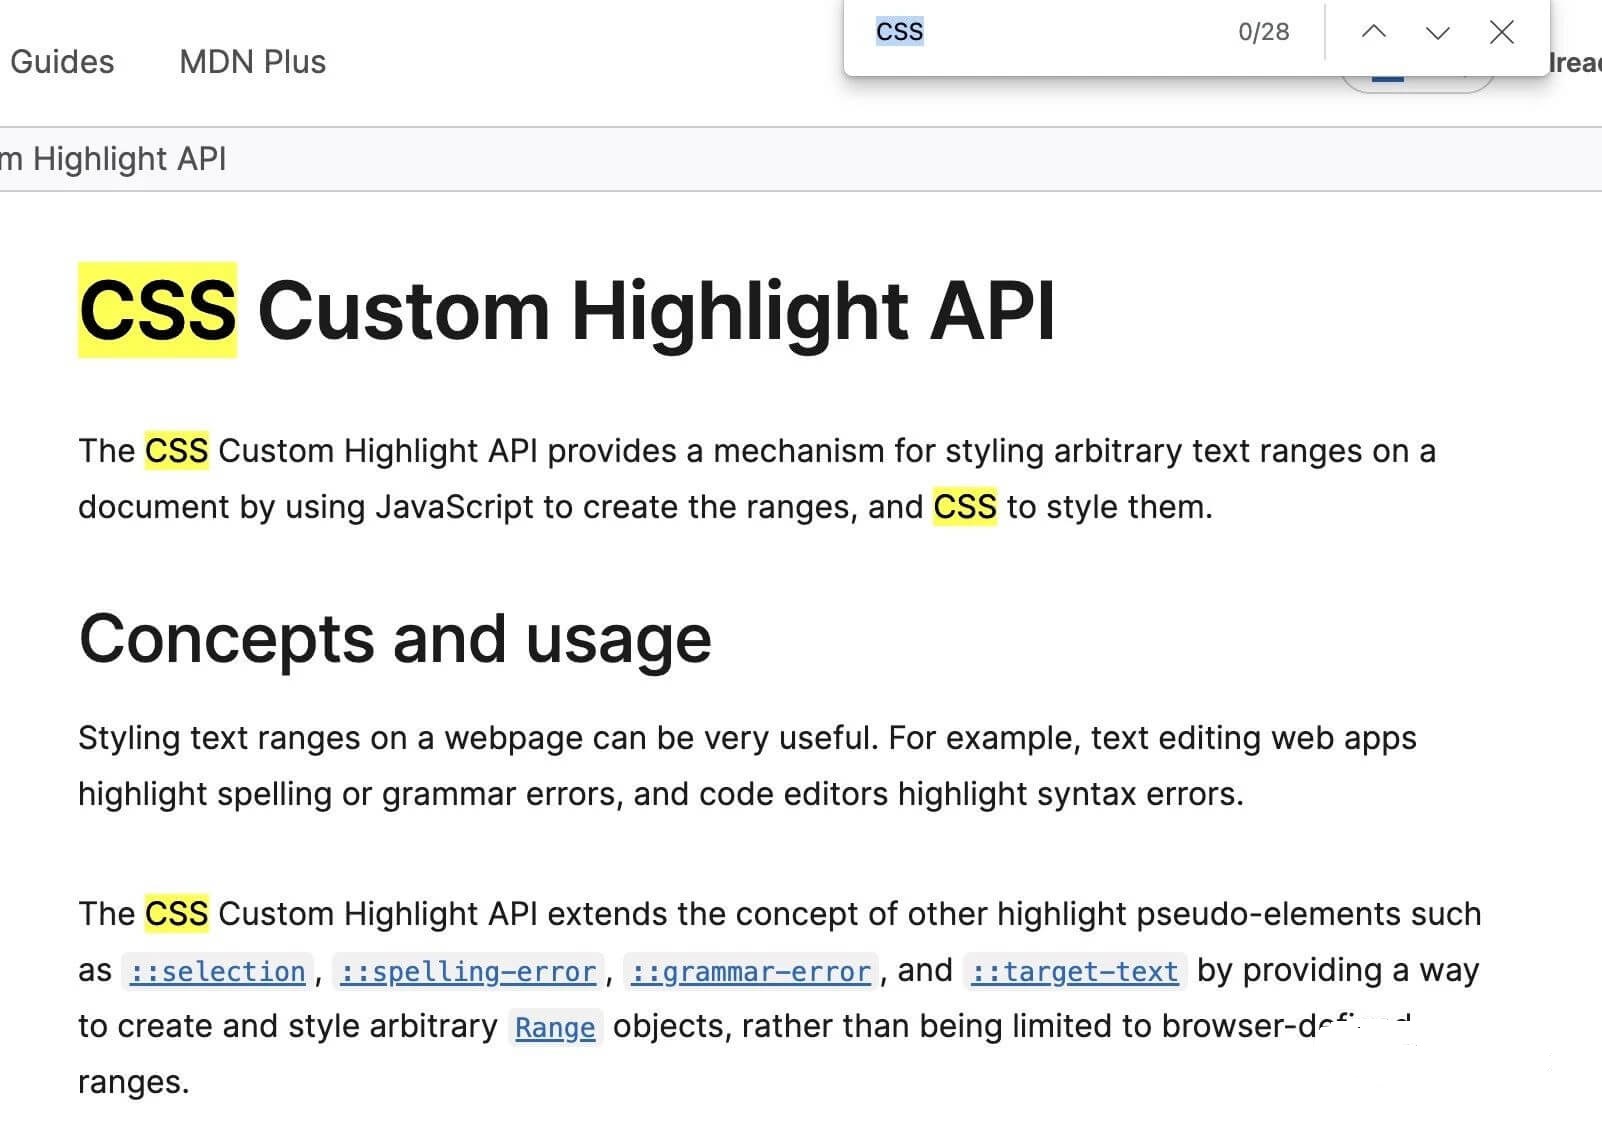 CSS 0/28
Guides MDN Plus
m Highlight API
CSS Custom Highlight API
The CSS Custom Highlight API provides a mechanism for styling arbitrary text ranges on a
document by using JavaScript to create the ranges, and CSS to style them.
Concepts and usage
Styling text ranges on a webpage can be very useful. For example, text editing web apps
highlight spelling or grammar errors, and code editors highlight syntax errors.
The CSS Custom Highlight API extends the concept of other highlight pseudo-elements such
as ::selection, ::spelling-error, ::grammar-error, and ::target-text by providing a way
to create and style arbitrary Range objects, rather than being limited to
ranges.